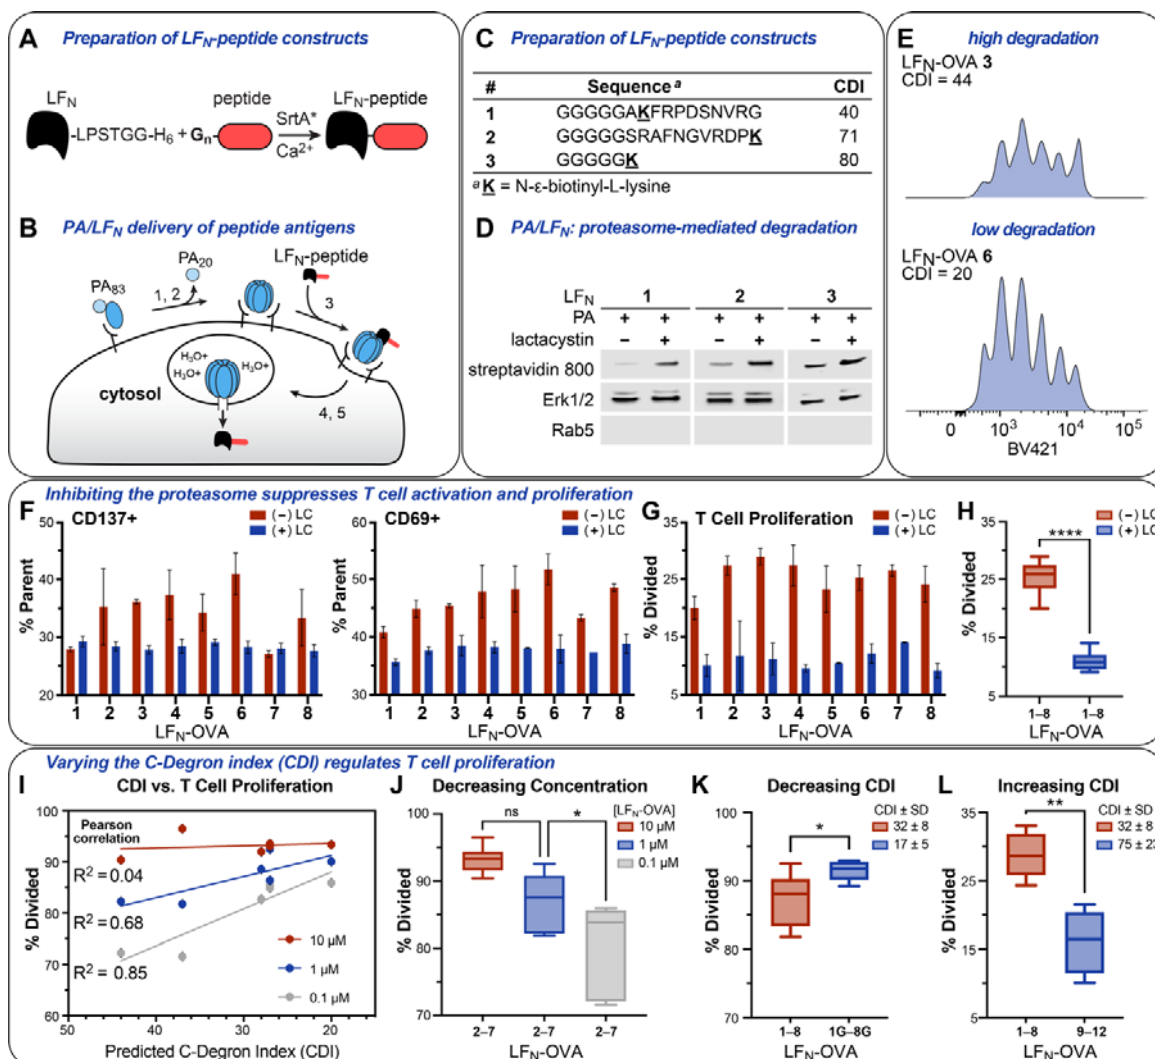 A Preparation of LFN-peptide constructs
LFN peptide LFN-peptide
-LPSTGG-H6 + Gn- SrtA*
Ca2+
B PA/LFN delivery of peptide antigens
PA83 1, 2 PA20 LFN-peptide
3
H3O+ H3O+
H3O+
cytosol
4, 5
C Preparation of LFN-peptide constructs
# Sequence a CDI
1 GGGGGAKFRPDSNVRG 40
2 GGGGGSRAFNGVRDPK 71
3 GGGGGK 80
a K = N-ε-biotinyl-L-lysine
D PA/LFN: proteasome-mediated degradation
LFN 1 2 3
PA + + + + + +
lactacystin – + – + – +
streptavidin 800
Erk1/2
Rab5
E high degradation
LFN-OVA 3
CDI = 44
low degradation
LFN-OVA 6
CDI = 20
0 10³ 10⁴ 10⁵
BV421
Inhibiting the proteasome suppresses T cell activation and proliferation
F CD137+
(–) LC
(+) LC
% Parent
60
50
40
30
20
1 2 3 4 5 6 7 8
LFN-OVA
CD69+
(–) LC
(+) LC
% Parent
60
50
40
30
1 2 3 4 5 6 7 8
LFN-OVA
G T Cell Proliferation
(–) LC
(+) LC
% Divided
35
25
15
5
1 2 3 4 5 6 7 8
LFN-OVA
H
(–) LC
(+) LC
****
% Divided
35
25
15
5
1–8 1–8
LFN-OVA
Varying the C-Degron index (CDI) regulates T cell proliferation
I CDI vs. T Cell Proliferation
Pearson
correlation
R² = 0.04
R² = 0.68
R² = 0.85
10 µM
1 µM
0.1 µM
% Divided
100
90
80
70
60
50 40 30 20
Predicted C-Degron Index (CDI)
J Decreasing Concentration
[LFN-OVA]
10 µM
1 µM
0.1 µM
ns *
% Divided
100
90
80
70
2–7 2–7 2–7
LFN-OVA
K Decreasing CDI
CDI ± SD
32 ± 8
17 ± 5
*
% Divided
100
90
80
70
1–8 1G–8G
LFN-OVA
L Increasing CDI
CDI ± SD
32 ± 8
75 ± 23
**
% Divided
35
25
15
5
1–8 9–12
LFN-OVA